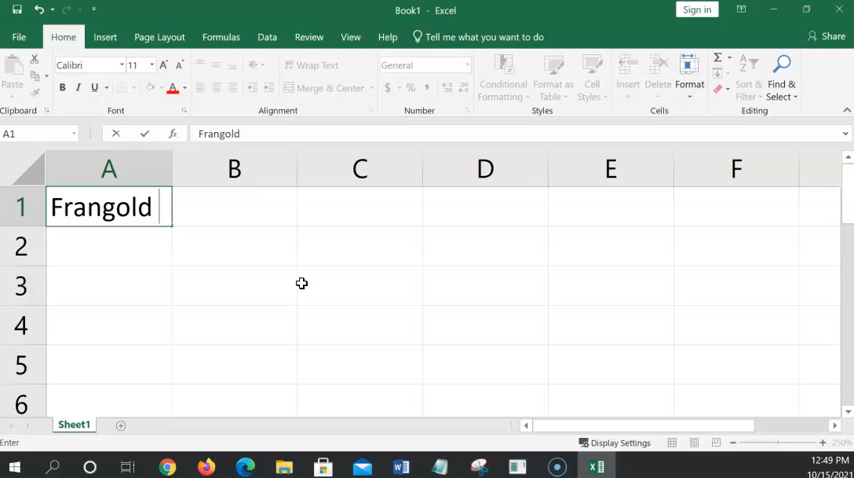 Book1 - Excel
Sign in
File Home Insert Page Layout Formulas Data Review View Help Tell me what you want to do Share
Paste
Calibri 11
B I U A
Wrap Text
Merge & Center
General
$ %
Conditional Formatting
Format as Table
Cell Styles
Insert Delete Format
Sort & Filter
Find & Select
Clipboard Font Alignment Number Styles Cells Editing
A1 fx Frangold
A B C D E F
1 Frangold
2
3
4
5
6
Sheet1
Enter Display Settings 250%
12:49 PM
10/15/2021